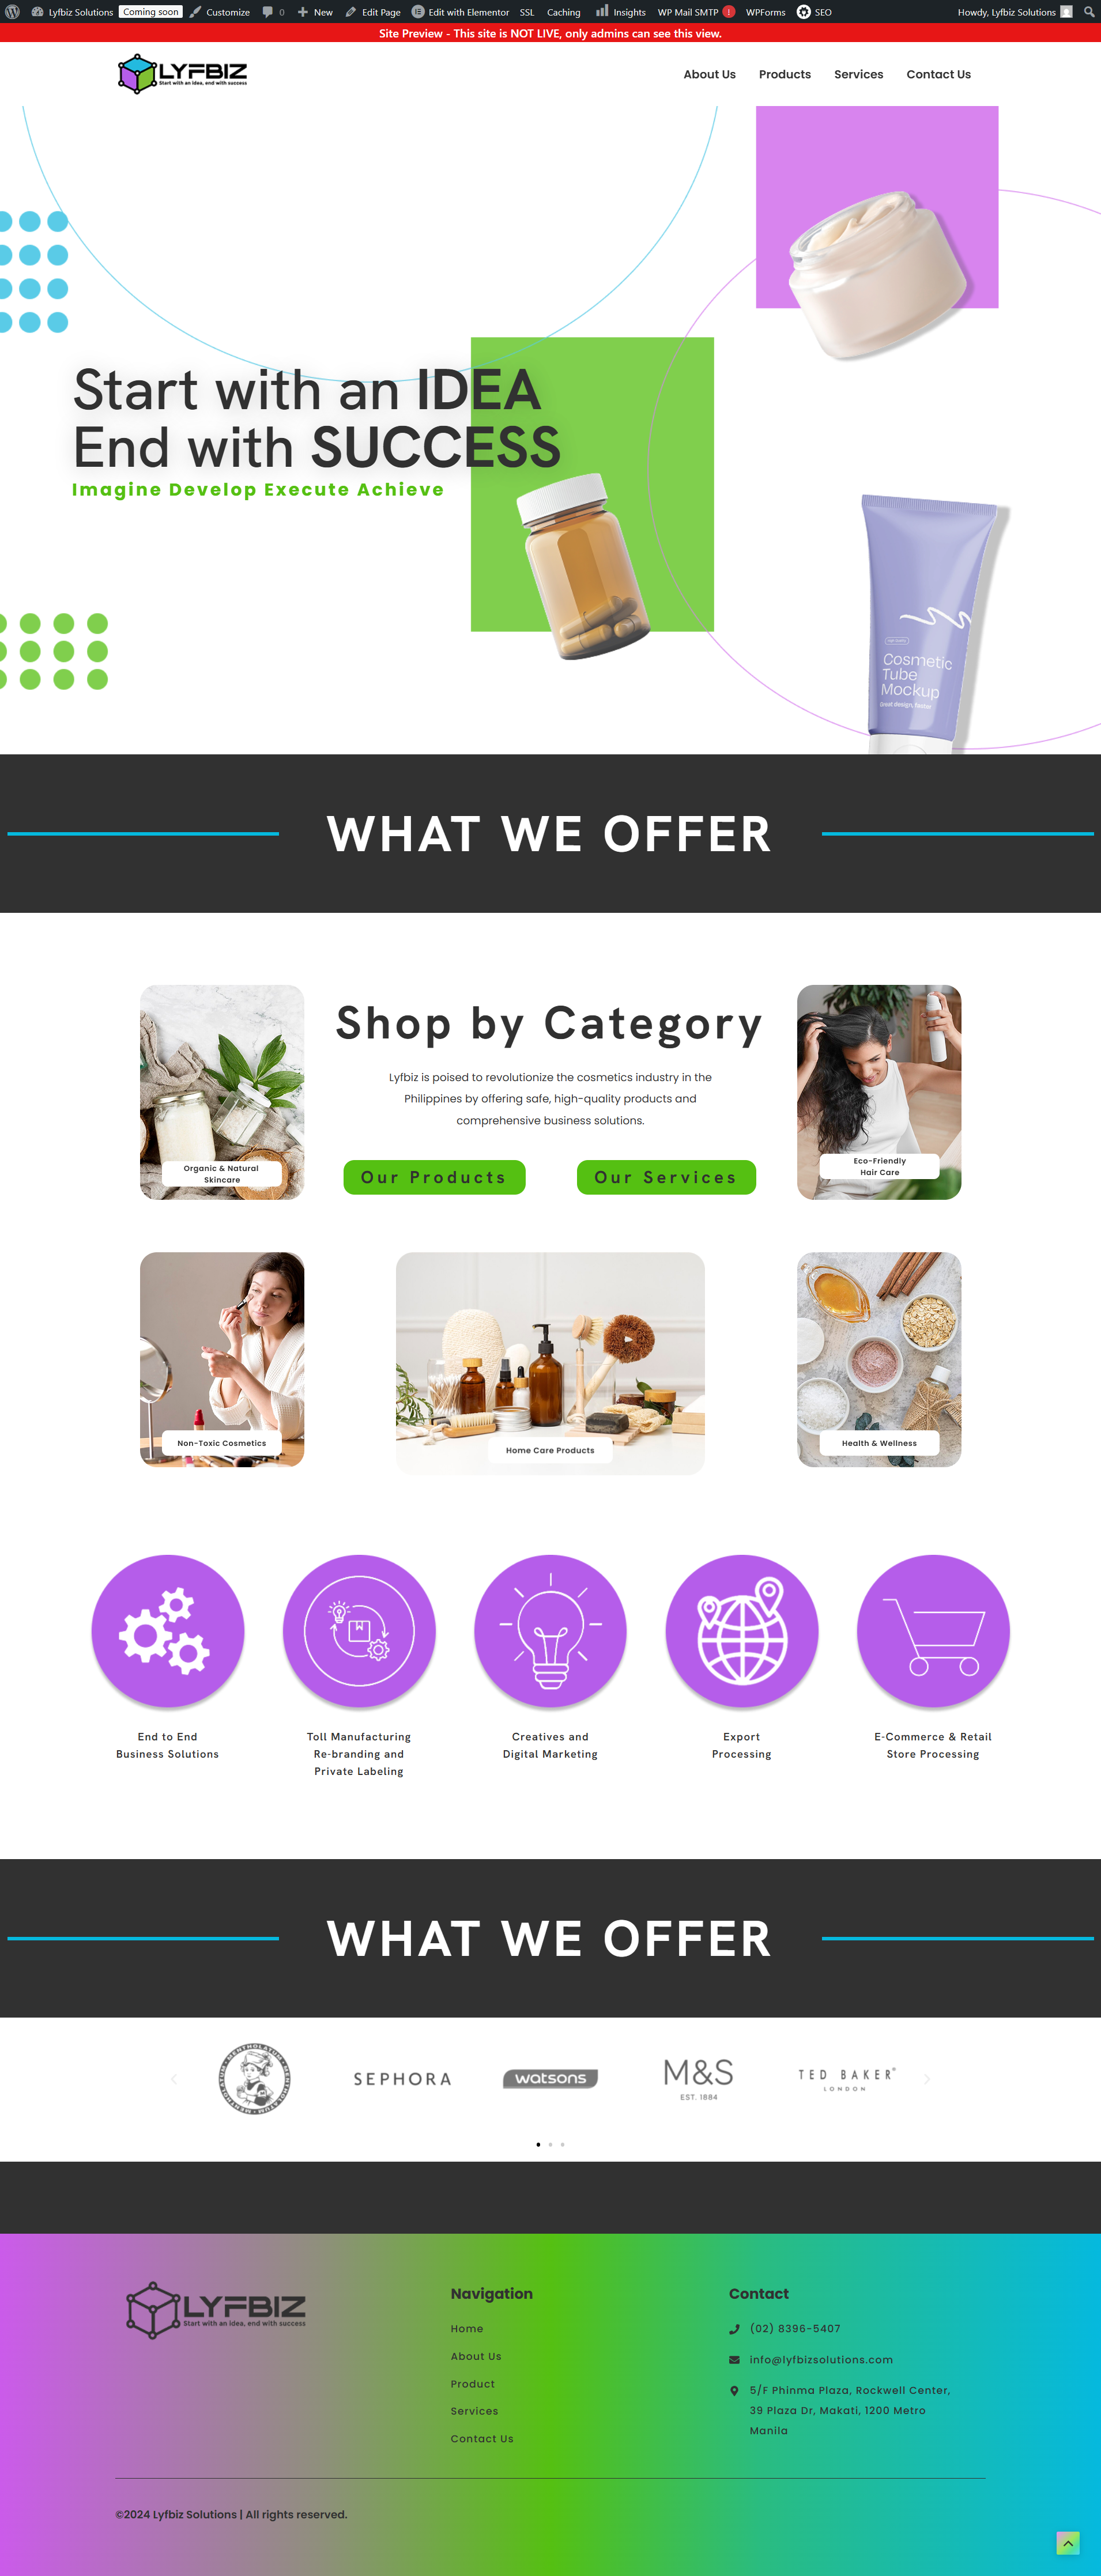 Lyfbiz Solutions Coming soon Customize 0 New Edit Page Edit with Elementor SSL Caching Insights WP Mail SMTP ! WPForms SEO Howdy, Lyfbiz Solutions
Site Preview - This site is NOT LIVE, only admins can see this view.
LYFBIZ
Start with an idea, end with success
About Us Products Services Contact Us
Start with an IDEA
End with SUCCESS
Imagine Develop Execute Achieve
Cosmetic
Tube
Mockup
Great design, faster
WHAT WE OFFER
Shop by Category
Lyfbiz is poised to revolutionize the cosmetics industry in the
Philippines by offering safe, high-quality products and
comprehensive business solutions.
Organic & Natural
Skincare
Our Products
Our Services
Eco-Friendly
Hair Care
Non-Toxic Cosmetics
Home Care Products
Health & Wellness
End to End
Business Solutions
Toll Manufacturing
Re-branding and
Private Labeling
Creatives and
Digital Marketing
Export
Processing
E-Commerce & Retail
Store Processing
WHAT WE OFFER
MENTHOLATUM
SEPHORA
watsons
M&S
EST. 1884
TED BAKER®
LONDON
LYFBIZ
Start with an idea, end with success
Navigation
Home
About Us
Product
Services
Contact Us
Contact
(02) 8396-5407
info@lyfbizsolutions.com
5/F Phinma Plaza, Rockwell Center,
39 Plaza Dr, Makati, 1200 Metro
Manila
©2024 Lyfbiz Solutions | All rights reserved.